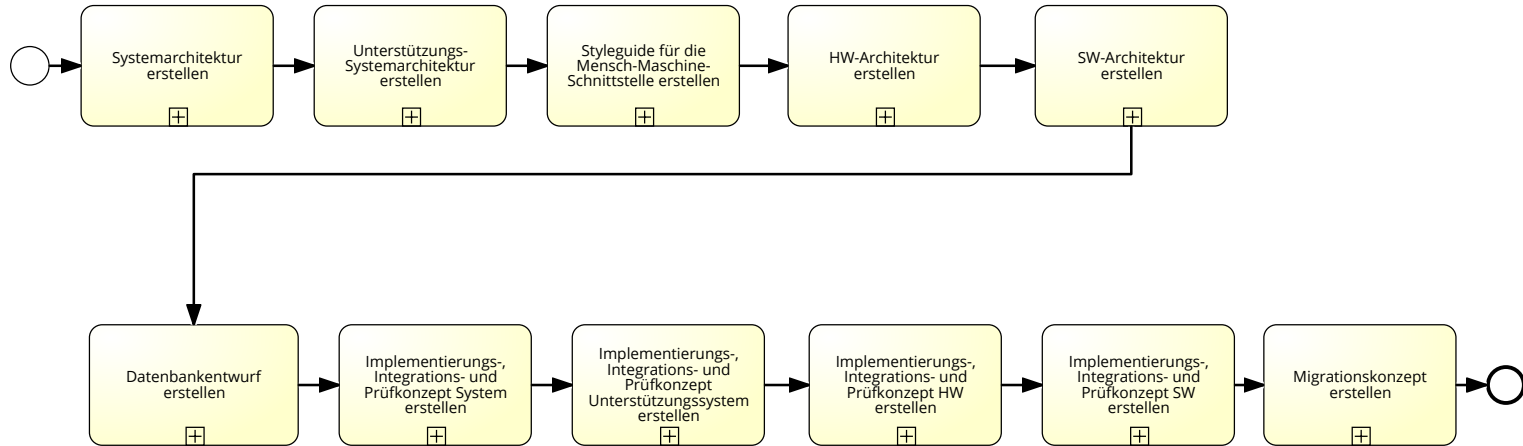 Systemarchitektur
erstellen
Unterstützungs-
Systemarchitektur
erstellen
Styleguide für die
Mensch-Maschine-
Schnittstelle erstellen
HW-Architektur
erstellen
SW-Architektur
erstellen
Datenbankentwurf
erstellen
Implementierungs-,
Integrations- und
Prüfkonzept System
erstellen
Implementierungs-,
Integrations- und
Prüfkonzept
Unterstützungssystem
erstellen
Implementierungs-,
Integrations- und
Prüfkonzept HW
erstellen
Implementierungs-,
Integrations- und
Prüfkonzept SW
erstellen
Migrationskonzept
erstellen